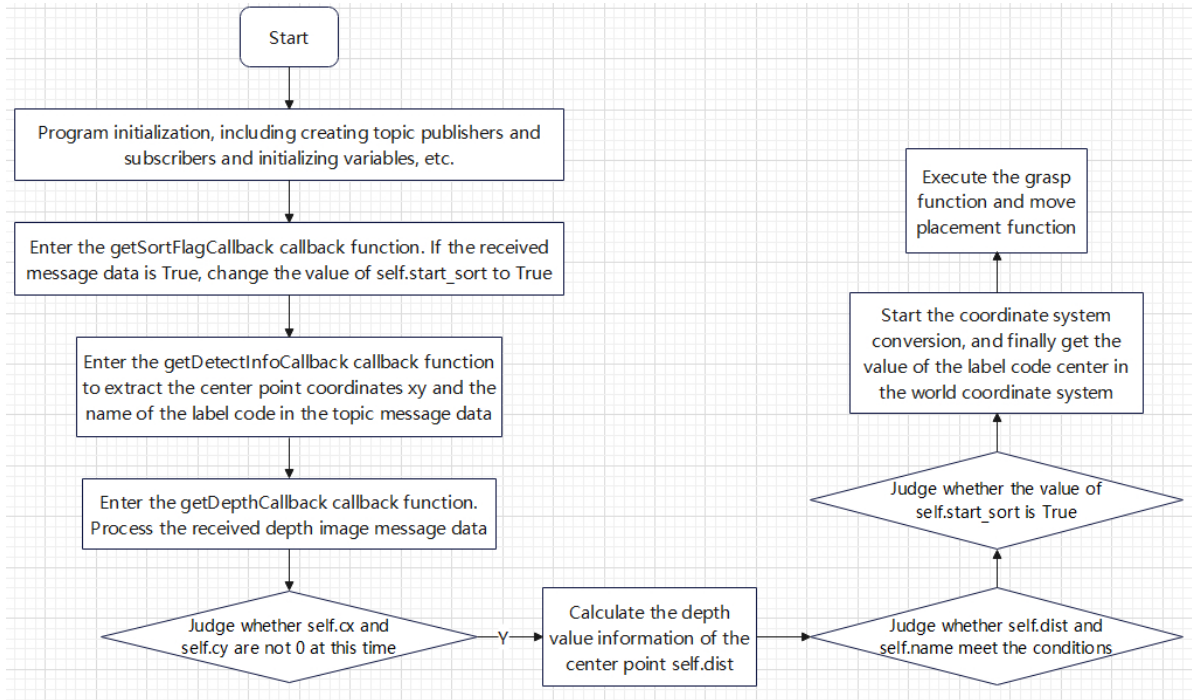 Start
Program initialization, including creating topic publishers and
subscribers and initializing variables, etc.
Enter the getSortFlagCallback callback function. If the received
message data is True, change the value of self.start_sort to True
Enter the getDetectInfoCallback callback function
to extract the center point coordinates xy and the
name of the label code in the topic message data
Enter the getDepthCallback callback function.
Process the received depth image message data
Judge whether self.cx and
self.cy are not 0 at this time
Y
Calculate the depth
value information of the
center point self.dist
Judge whether self.dist and
self.name meet the conditions
Judge whether the value of
self.start_sort is True
Start the coordinate system
conversion, and finally get the
value of the label code center in
the world coordinate system
Execute the grasp
function and move
placement function